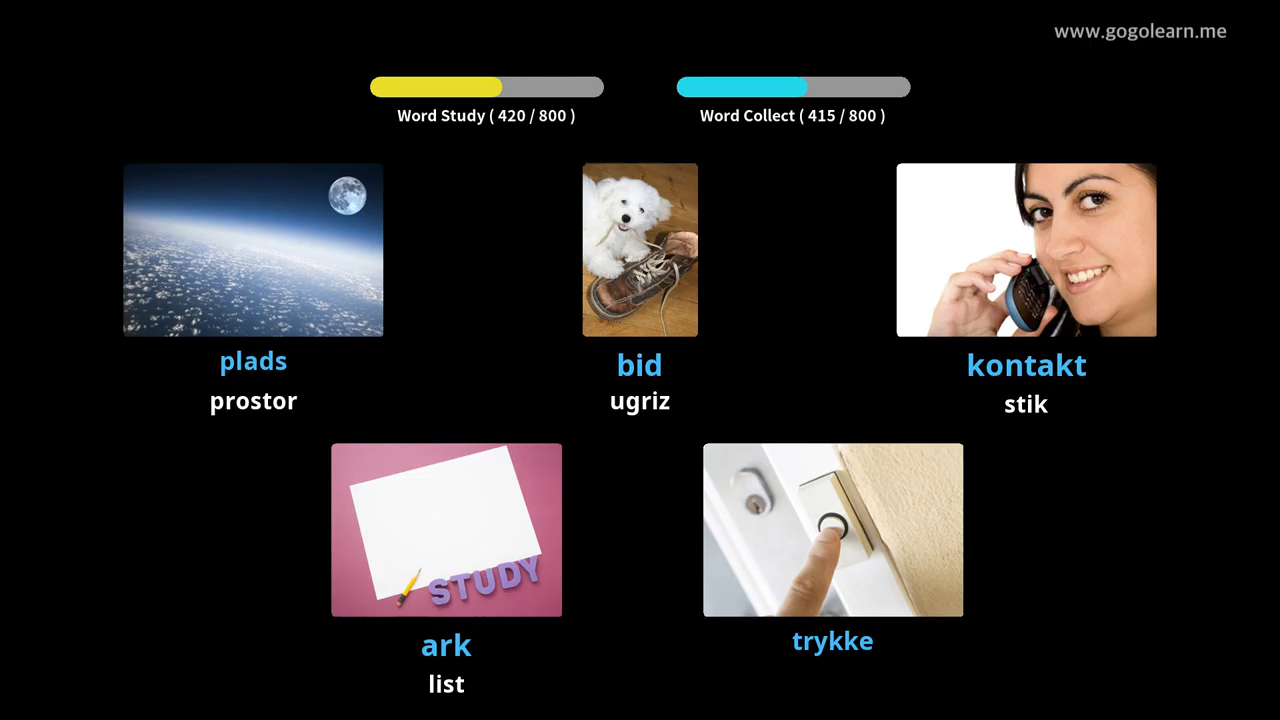 www.gogolearn.me
Word Study ( 420 / 800 )
Word Collect ( 415 / 800 )
plads
prostor
bid
ugriz
kontakt
stik
STUDY
ark
list
trykke